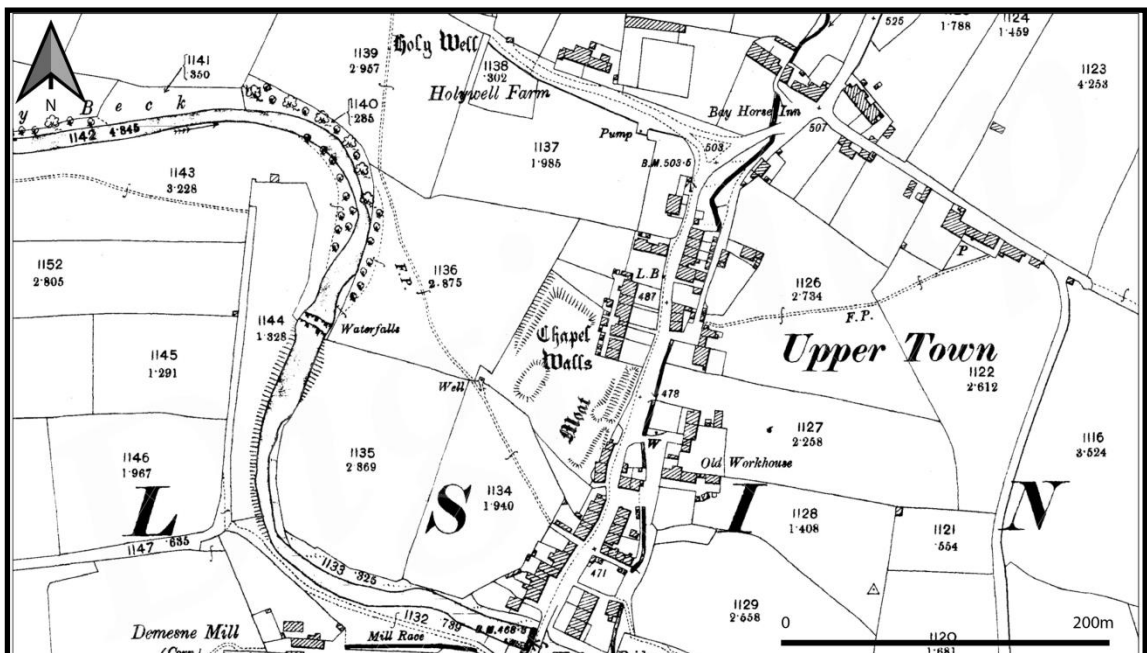 1141
350
1139
2.957
Holy Well
1138
.302
Holywell Farm
525
1.788
1124
1.459
1123
4.253
N
y Beck
1142 4.845
1140
.285
Pump
1137
1.985
Bay Horse Inn
503
507
B.M.503.5
1143
3.228
1152
2.805
1136
2.875
F.P.
L.B.
487
1126
2.734
P
F.P.
1144
1.328
Waterfalls
Chapel
Walls
Upper Town
1145
1.291
Well
Moat
478
1122
2.612
1127
2.258
W
Old Workhouse
1116
3.524
1146
1.967
1135
2.869
1134
1.940
L S I N
1128
1.408
1121
.554
1147 .635
1133 .325
471
1132 .739
B.M.468.8
Demesne Mill
(Corn)
Mill Race
1129
2.558
1120
1.681
0 200m